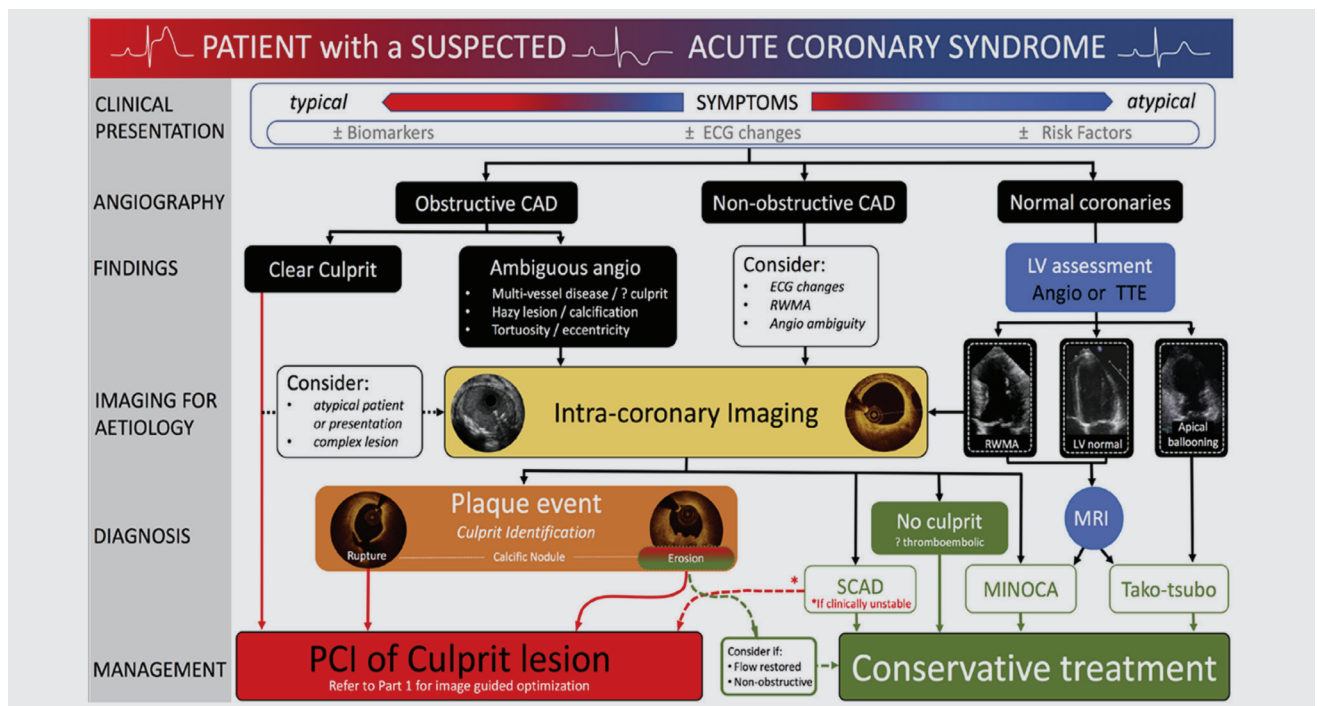 PATIENT with a SUSPECTED ACUTE CORONARY SYNDROME
CLINICAL
PRESENTATION
typical
SYMPTOMS
atypical
± Biomarkers
± ECG changes
± Risk Factors
ANGIOGRAPHY
Obstructive CAD
Non-obstructive CAD
Normal coronaries
FINDINGS
Clear Culprit
Ambiguous angio
• Multi-vessel disease / ? culprit
• Hazy lesion / calcification
• Tortuosity / eccentricity
Consider:
• ECG changes
• RWMA
• Angio ambiguity
LV assessment
Angio or TTE
IMAGING FOR
AETIOLOGY
Consider:
• atypical patient
or presentation
• complex lesion
Intra-coronary Imaging
RWMA
LV normal
Apical
ballooning
DIAGNOSIS
Plaque event
Culprit Identification
Rupture
Calcific Nodule
Erosion
No culprit
? thromboembolic
MRI
*
SCAD
*If clinically unstable
MINOCA
Tako-tsubo
MANAGEMENT
PCI of Culprit lesion
Refer to Part 1 for image guided optimization
Consider if:
• Flow restored
• Non-obstructive
Conservative treatment